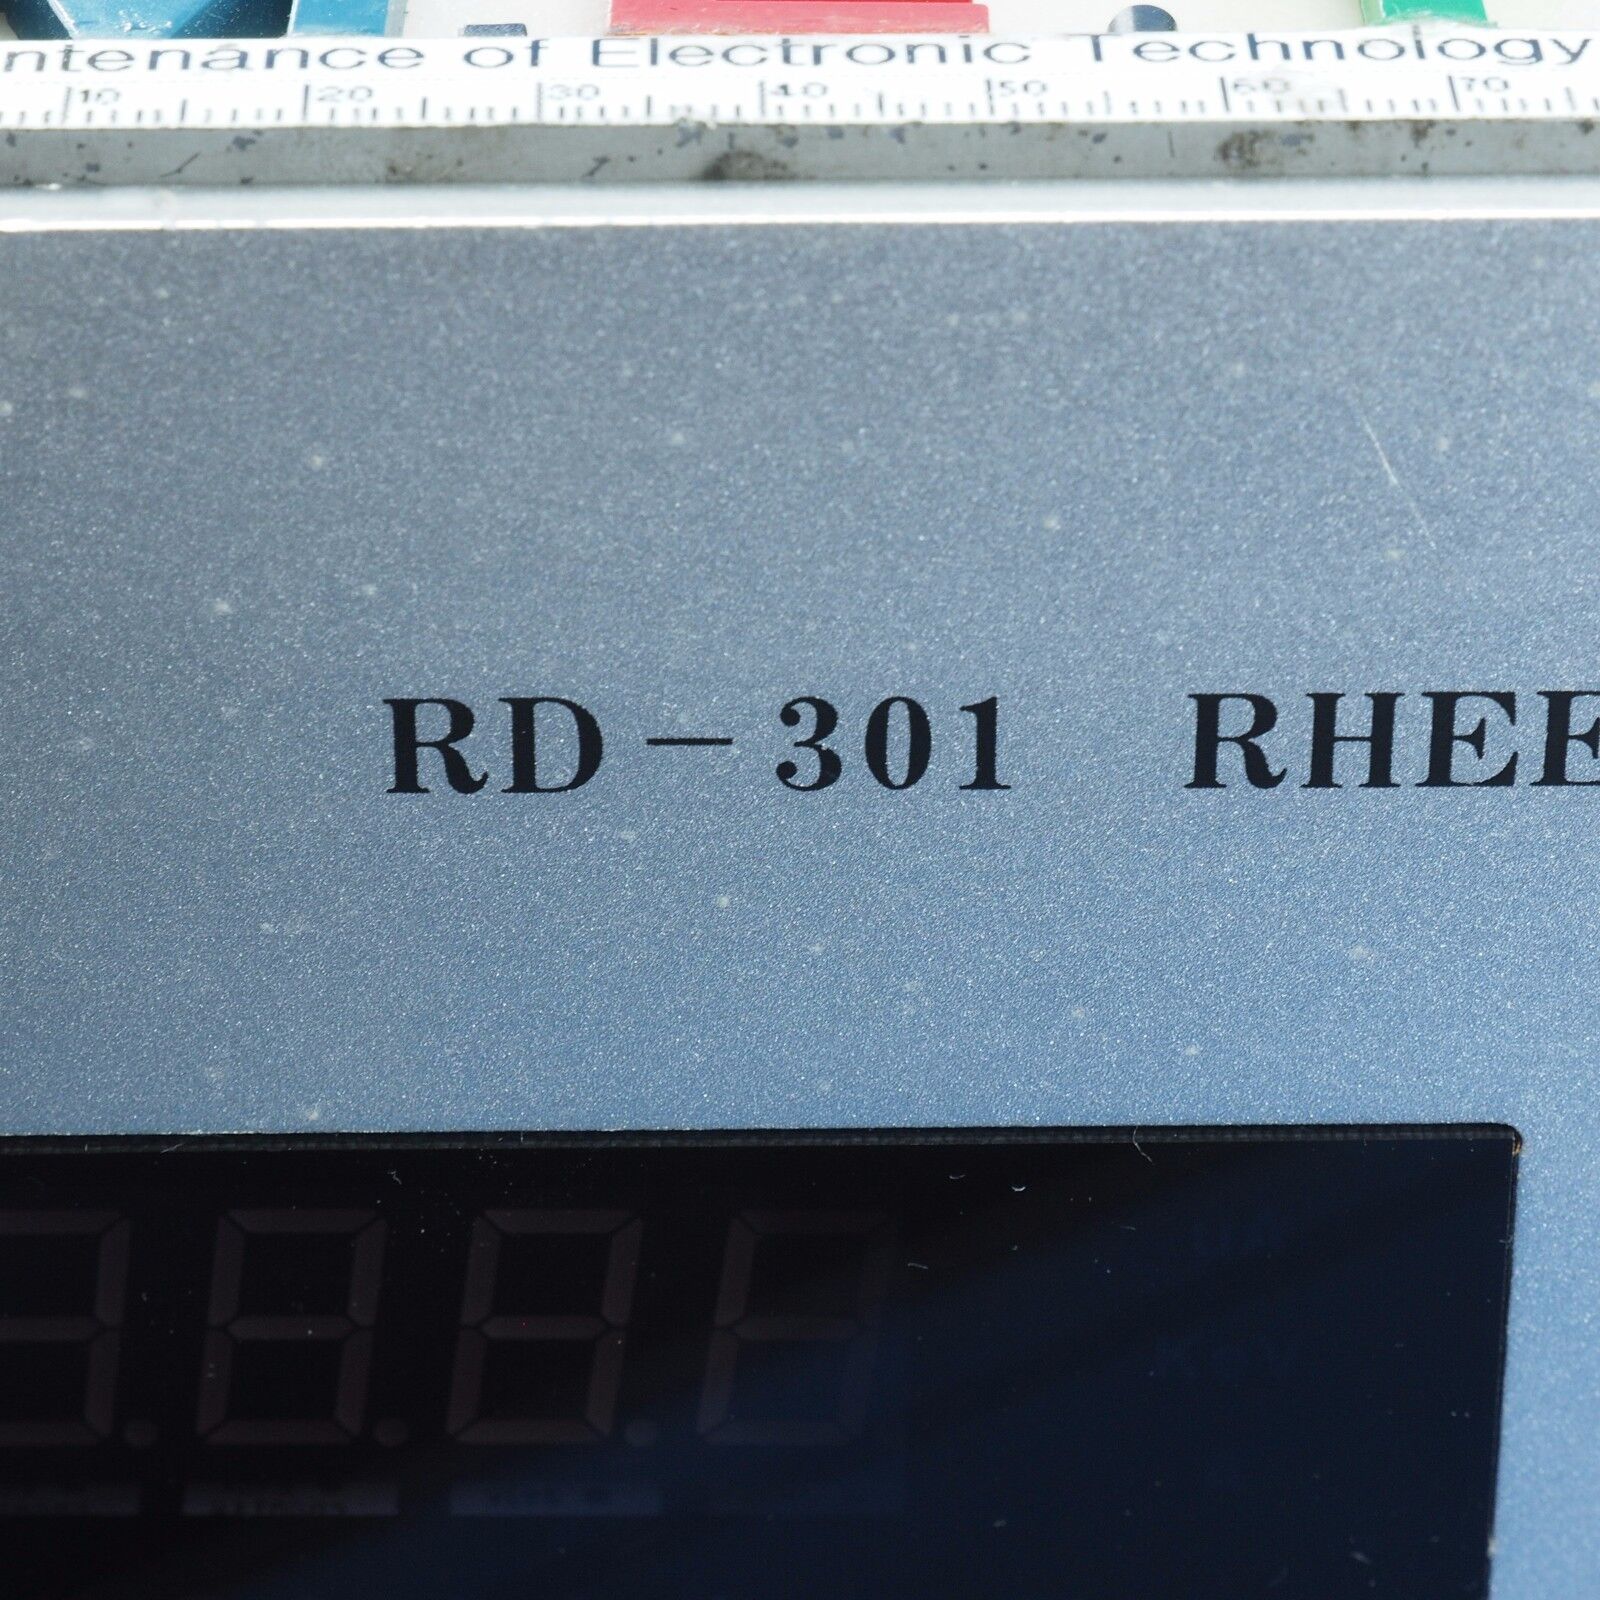 ntenance of Electronic Technology
10 20 30 40 50 60 70
RD-301 RHEE